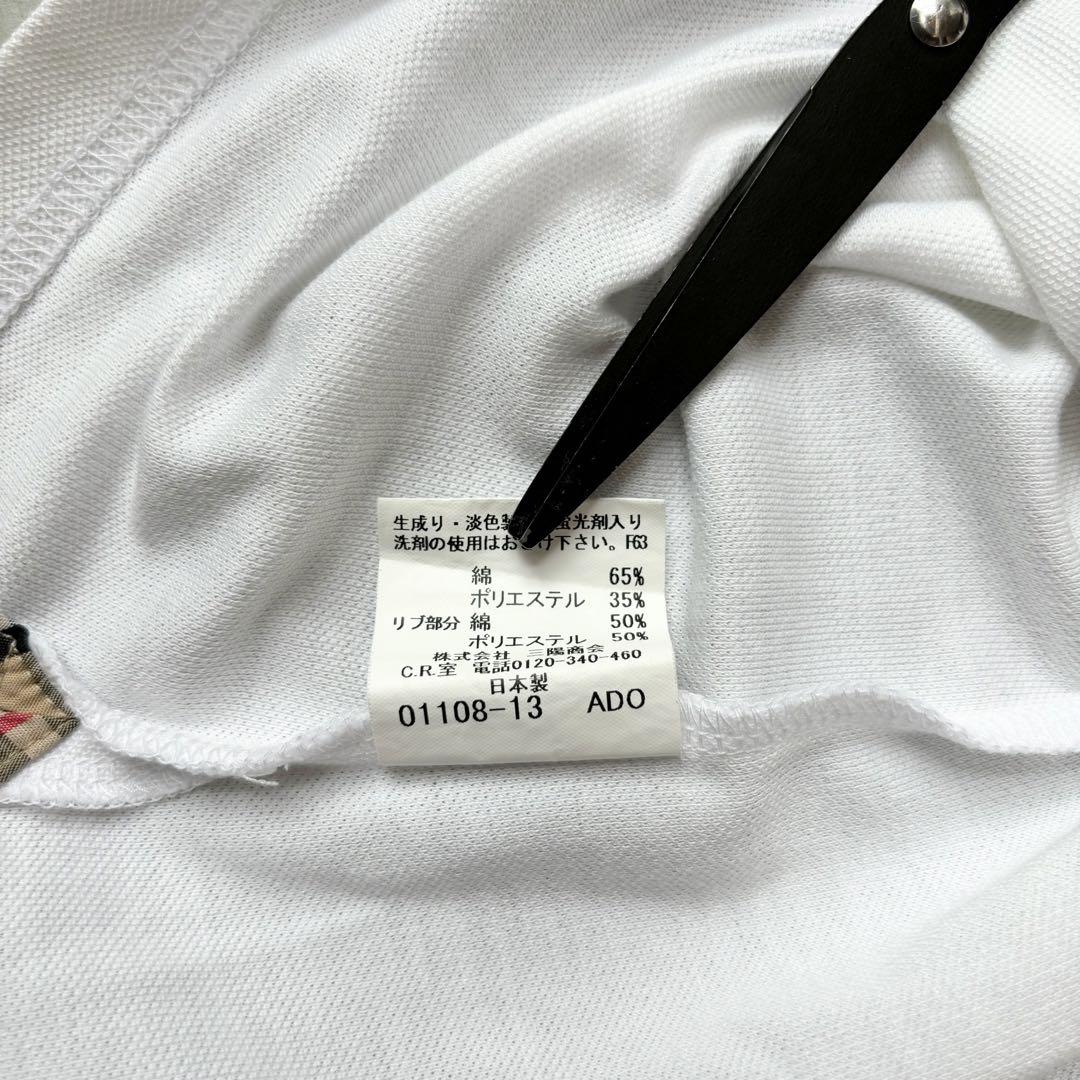 生成り・淡色製 蛍光剤入り
洗剤の使用はお け下さい。F63
綿 65%
ポリエステル 35%
リブ部分 綿 50%
ポリエステル 50%
株式会社 三陽商会
C.R.室 電話0120-340-460
日本製
01108-13 ADO